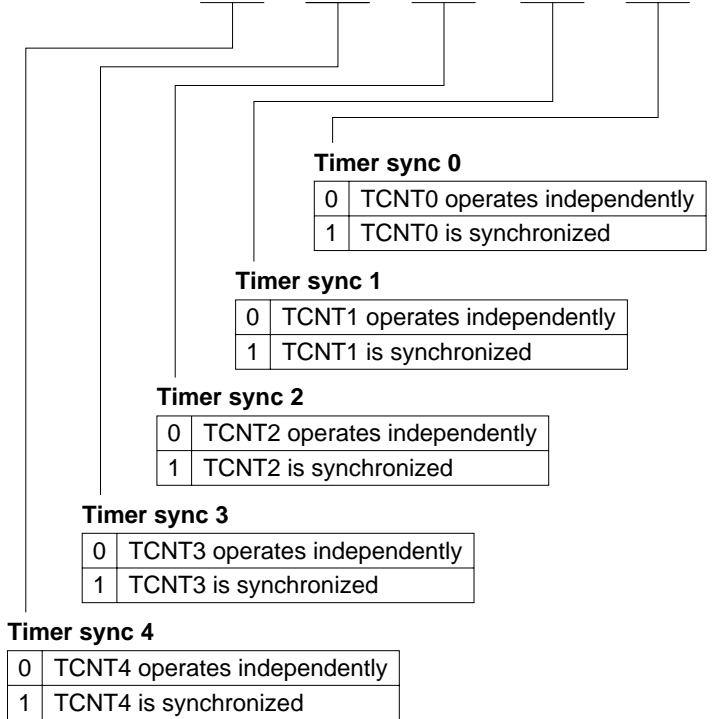 Timer sync 0
0 TCNT0 operates independently
1 TCNT0 is synchronized
Timer sync 1
0 TCNT1 operates independently
1 TCNT1 is synchronized
Timer sync 2
0 TCNT2 operates independently
1 TCNT2 is synchronized
Timer sync 3
0 TCNT3 operates independently
1 TCNT3 is synchronized
Timer sync 4
0 TCNT4 operates independently
1 TCNT4 is synchronized